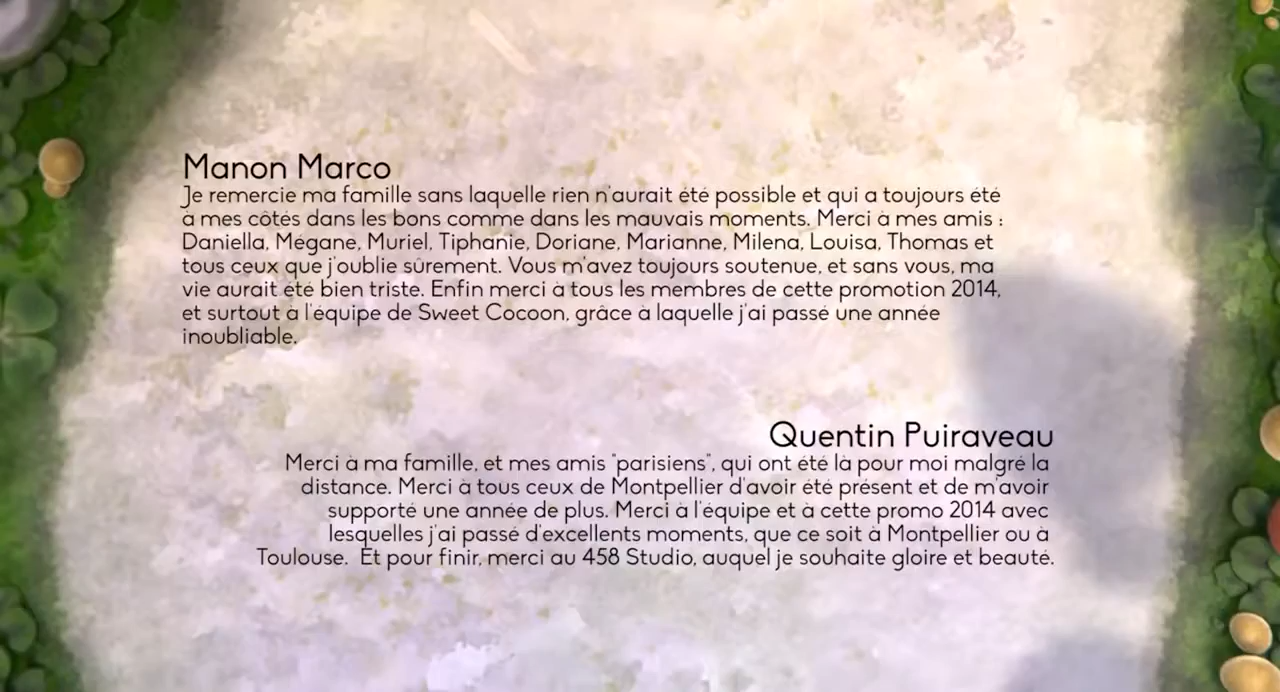 Manon Marco
Je remercie ma famille sans laquelle rien n'aurait été possible et qui a toujours été
à mes côtés dans les bons comme dans les mauvais moments. Merci à mes amis :
Daniella, Mégane, Muriel, Tiphanie, Doriane, Marianne, Milena, Louisa, Thomas et
tous ceux que j'oublie sûrement. Vous m'avez toujours soutenue, et sans vous, ma
vie aurait été bien triste. Enfin merci à tous les membres de cette promotion 2014,
et surtout à l'équipe de Sweet Cocoon, grâce à laquelle j'ai passé une année
inoubliable.
Quentin Puiraveau
Merci à ma famille, et mes amis "parisiens", qui ont été là pour moi malgré la
distance. Merci à tous ceux de Montpellier d'avoir été présent et de m'avoir
supporté une année de plus. Merci à l'équipe et à cette promo 2014 avec
lesquelles j'ai passé d'excellents moments, que ce soit à Montpellier ou à
Toulouse. Et pour finir, merci au 458 Studio, auquel je souhaite gloire et beauté.